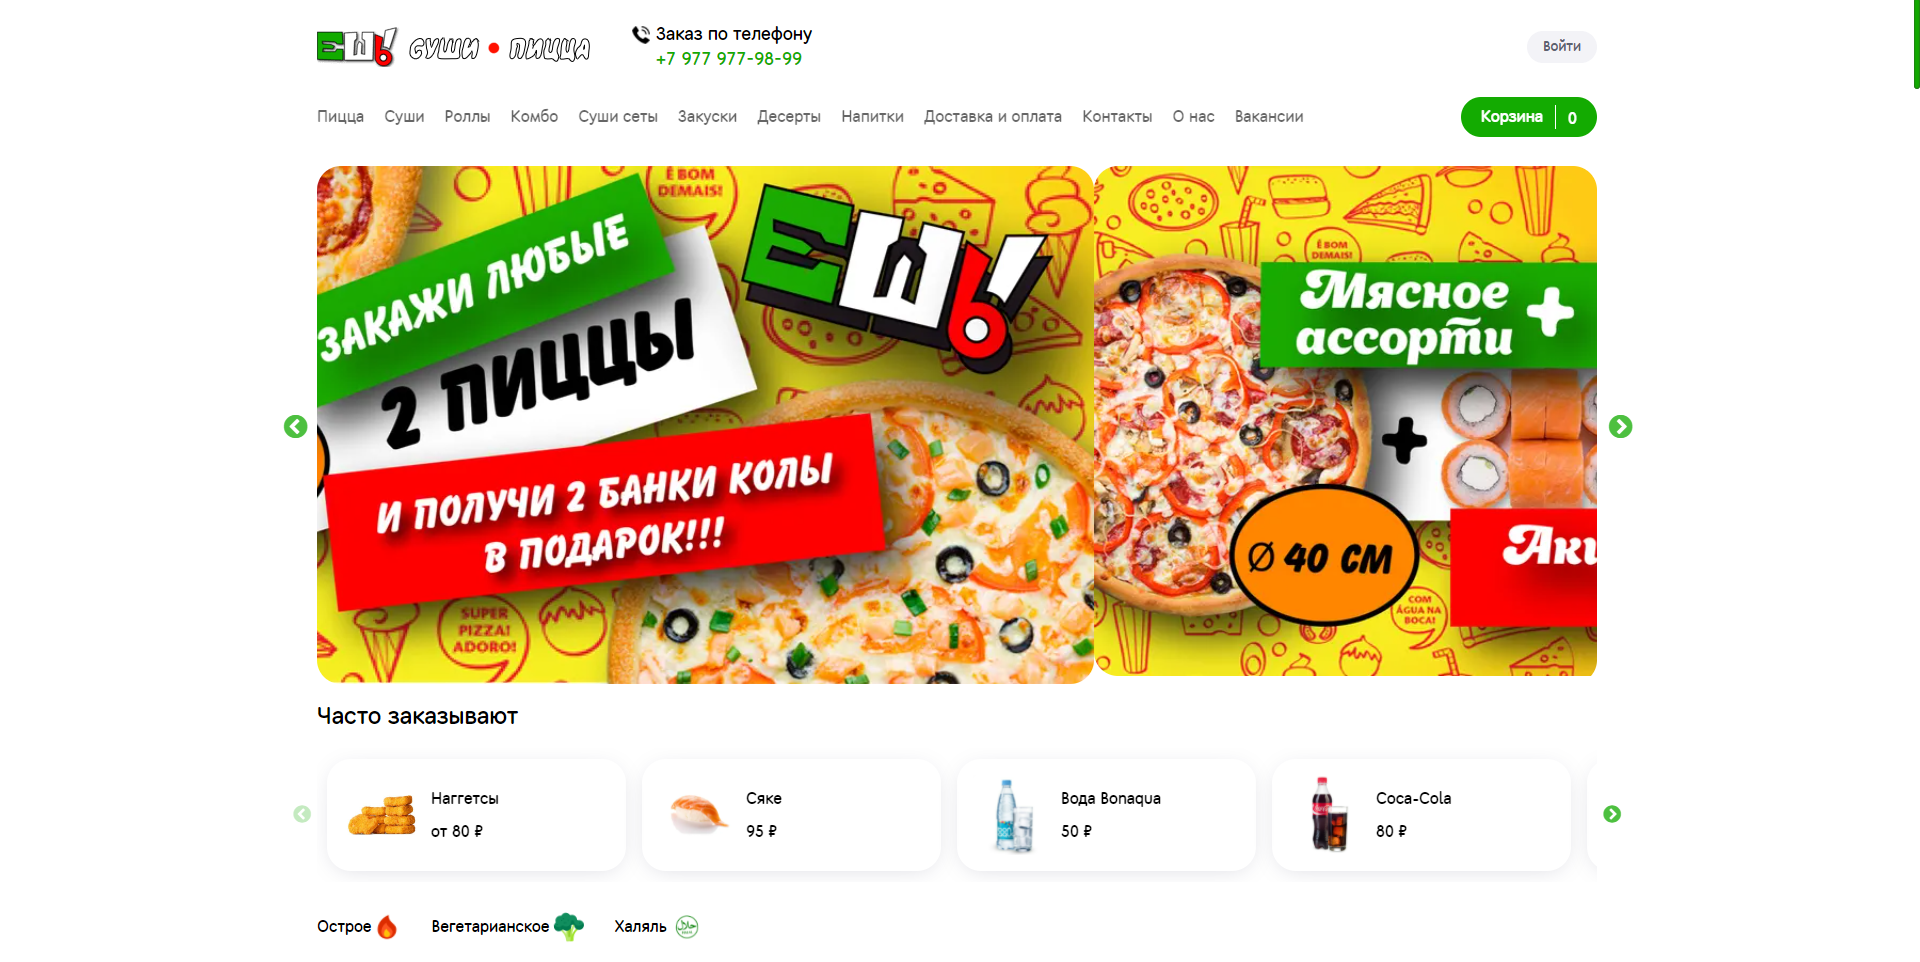 ЕШЬ! СУШИ • ПИЦЦА
Заказ по телефону
+7 977 977-98-99
Войти
Пицца Суши Роллы Комбо Суши сеты Закуски Десерты Напитки Доставка и оплата Контакты О нас Вакансии
Корзина 0
ЗАКАЖИ ЛЮБЫЕ
2 ПИЦЦЫ
И ПОЛУЧИ 2 БАНКИ КОЛЫ
В ПОДАРОК!!!
ЕШЬ!
É BOM
DEMAIS!
SUPER
PIZZA!
ADORO!
É BOM
DEMAIS!
Мясное +
ассорти
+
Ø 40 СМ
COM
ÁGUA NA
BOCA!
Часто заказывают
Наггетсы
от 80 ₽
Сяке
95 ₽
Вода Bonaqua
50 ₽
Coca-Cola
80 ₽
Острое
Вегетарианское
Халяль